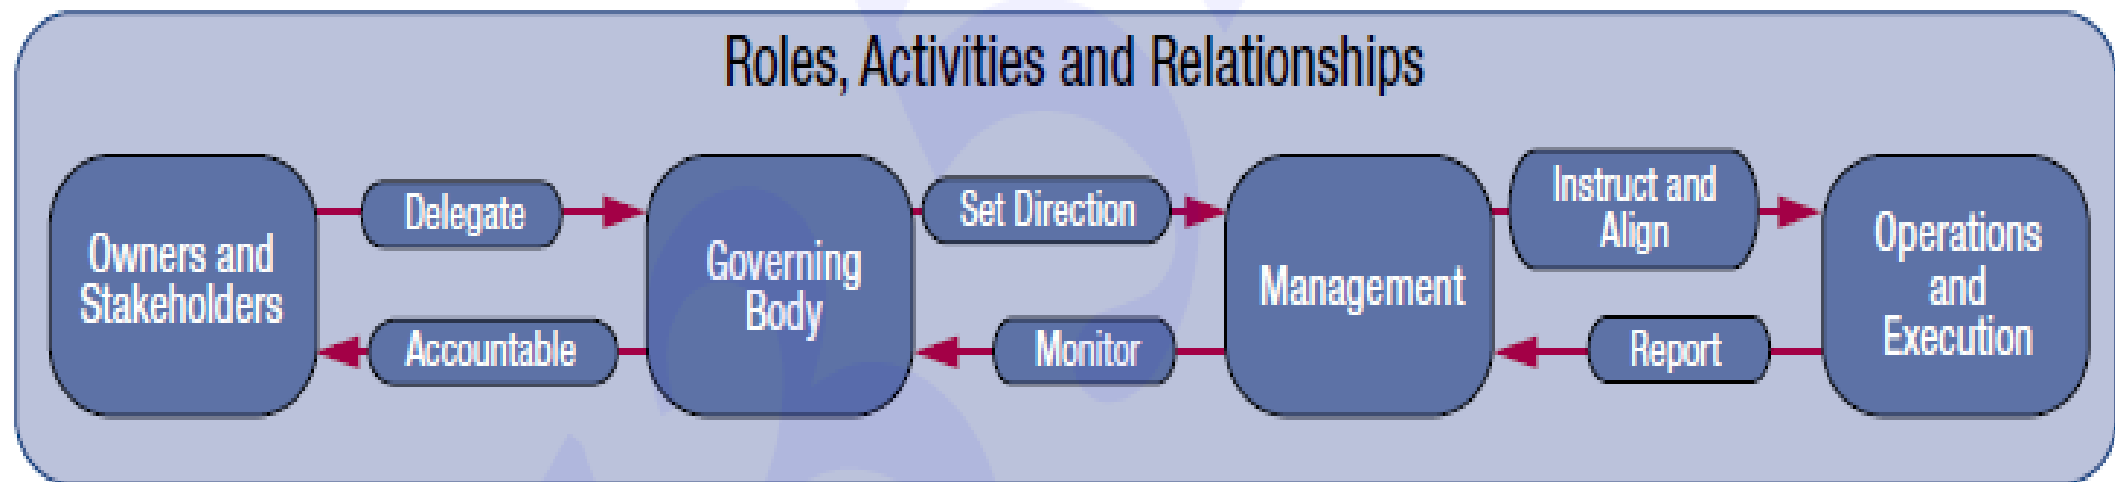 Roles, Activities and Relationships
Owners and
Stakeholders
Delegate
Accountable
Governing
Body
Set Direction
Monitor
Management
Instruct and
Align
Report
Operations
and
Execution